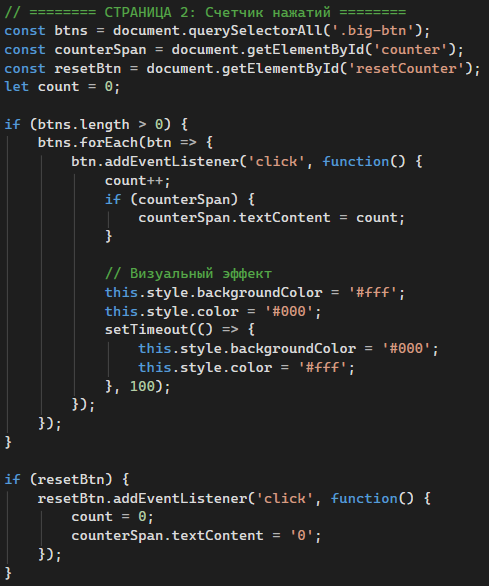 // ======== СТРАНИЦА 2: Счетчик нажатий ========
const btns = document.querySelectorAll('.big-btn');
const counterSpan = document.getElementById('counter');
const resetBtn = document.getElementById('resetCounter');
let count = 0;

if (btns.length > 0) {
    btns.forEach(btn => {
        btn.addEventListener('click', function() {
            count++;
            if (counterSpan) {
                counterSpan.textContent = count;
            }

            // Визуальный эффект
            this.style.backgroundColor = '#fff';
            this.style.color = '#000';
            setTimeout(() => {
                this.style.backgroundColor = '#000';
                this.style.color = '#fff';
            }, 100);
        });
    });
}

if (resetBtn) {
    resetBtn.addEventListener('click', function() {
        count = 0;
        counterSpan.textContent = '0';
    });
}